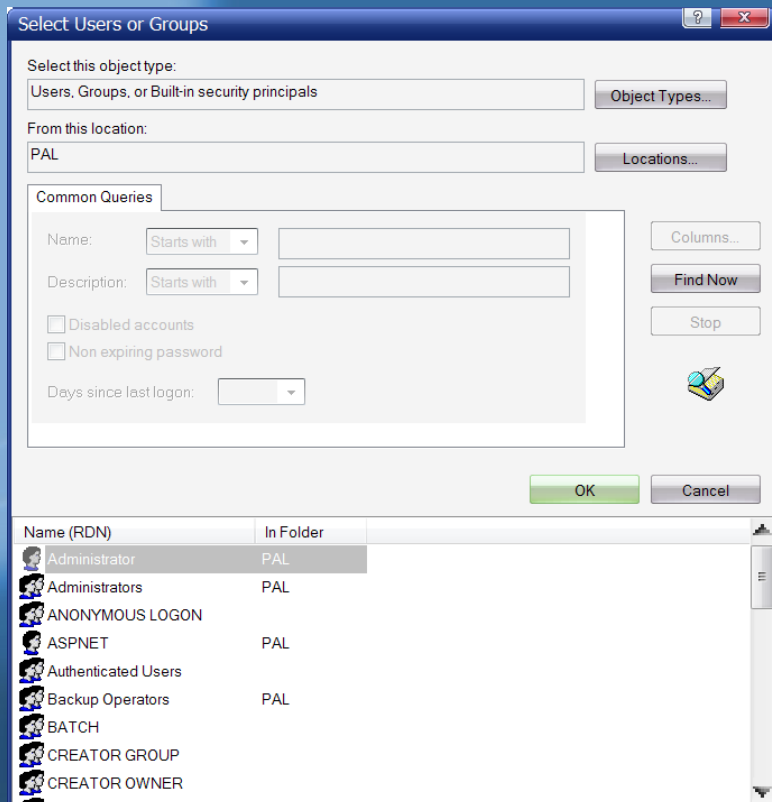 Select Users or Groups
?
X
Select this object type:
Users, Groups, or Built-in security principals
Object Types...
From this location:
PAL
Locations...
Common Queries
Name: Starts with
Columns...
Description: Starts with
Find Now
Disabled accounts
Stop
Non expiring password
Days since last logon:
OK Cancel
Name (RDN) In Folder
Administrator PAL
Administrators PAL
ANONYMOUS LOGON
ASPNET PAL
Authenticated Users
Backup Operators PAL
BATCH
CREATOR GROUP
CREATOR OWNER